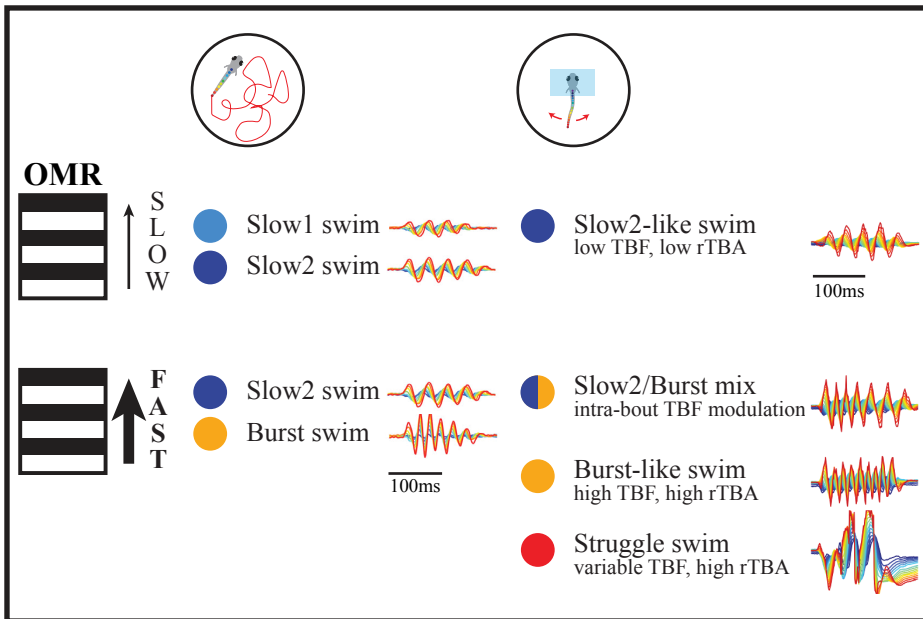 OMR
SLOW
Slow1 swim
Slow2 swim
Slow2-like swim
low TBF, low rTBA
100ms
FAST
Slow2 swim
Burst swim
100ms
Slow2/Burst mix
intra-bout TBF modulation
Burst-like swim
high TBF, high rTBA
Struggle swim
variable TBF, high rTBA